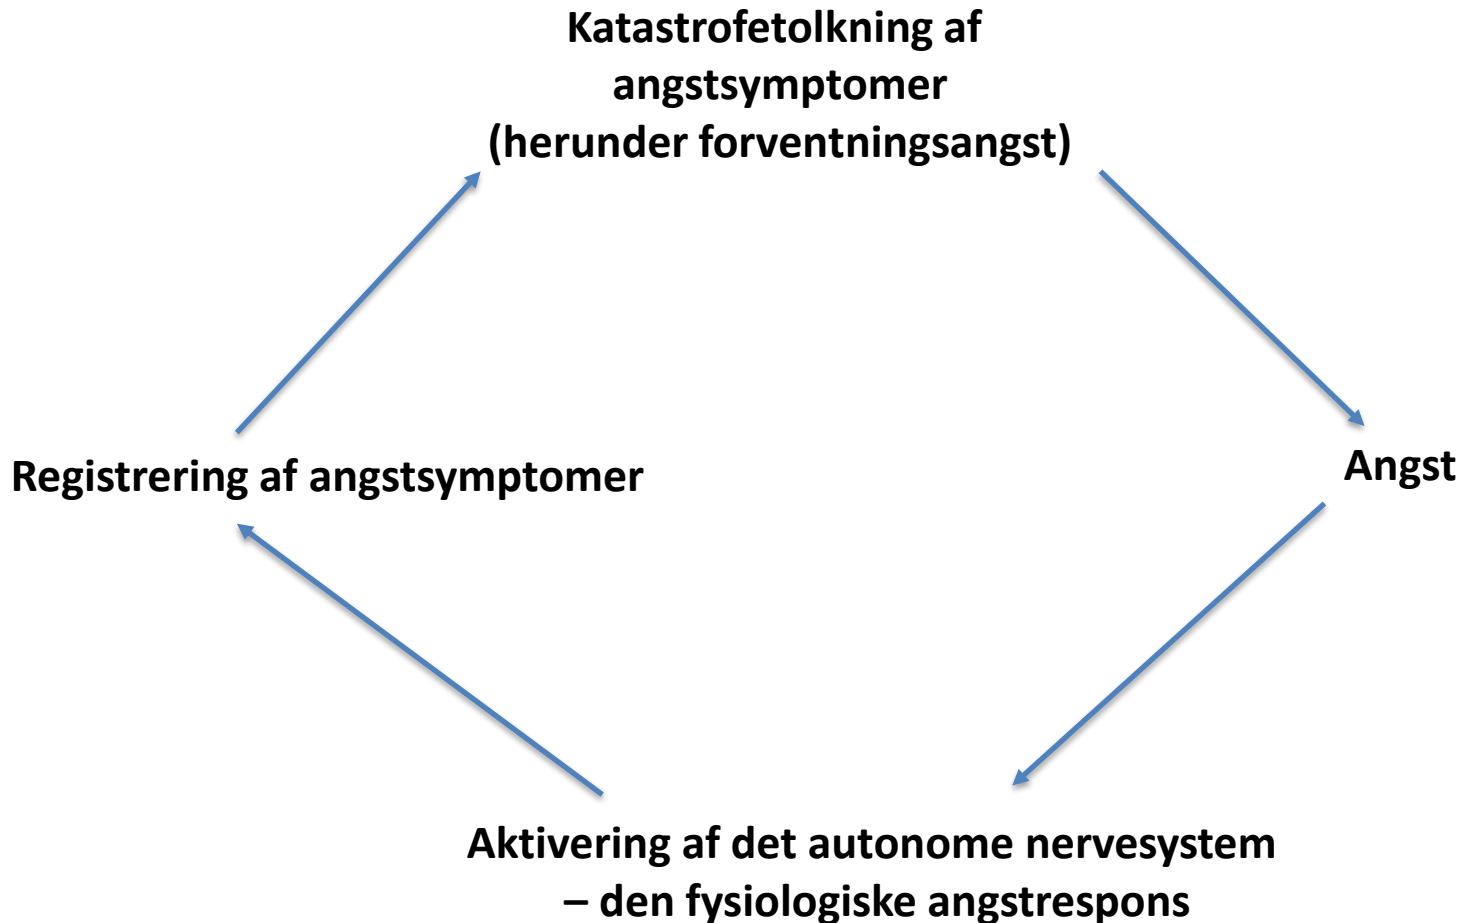 Katastrofetolkning af
angstsymptomer
(herunder forventningsangst)
Registrering af angstsymptomer
Angst
Aktivering af det autonome nervesystem
– den fysiologiske angstrespons